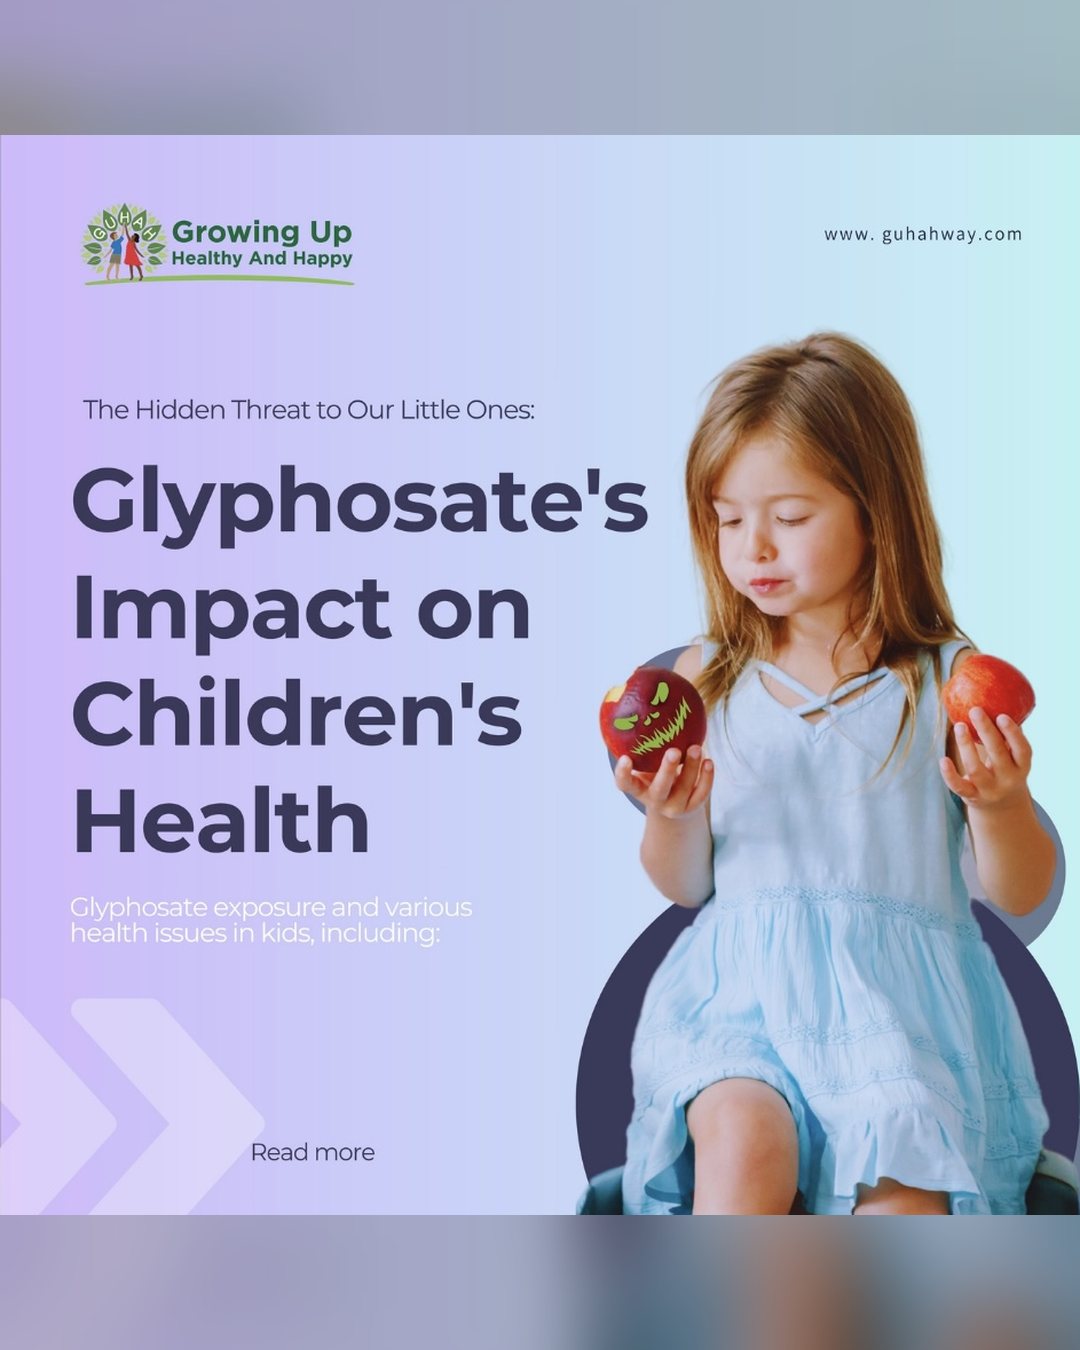 GUHAH
Growing Up
Healthy And Happy
www. guhahway.com
The Hidden Threat to Our Little Ones:
Glyphosate's
Impact on
Children's
Health
Glyphosate exposure and various
health issues in kids, including:
Read more